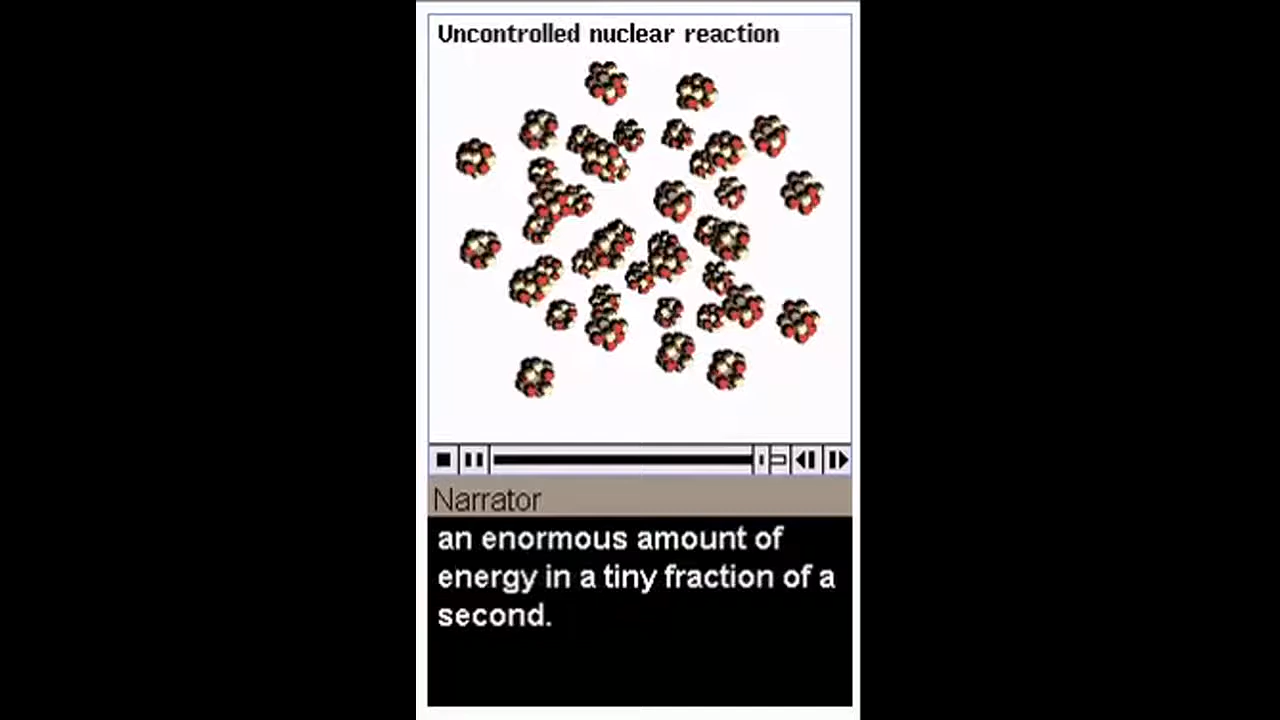 Uncontrolled nuclear reaction
Narrator
an enormous amount of
energy in a tiny fraction of a
second.